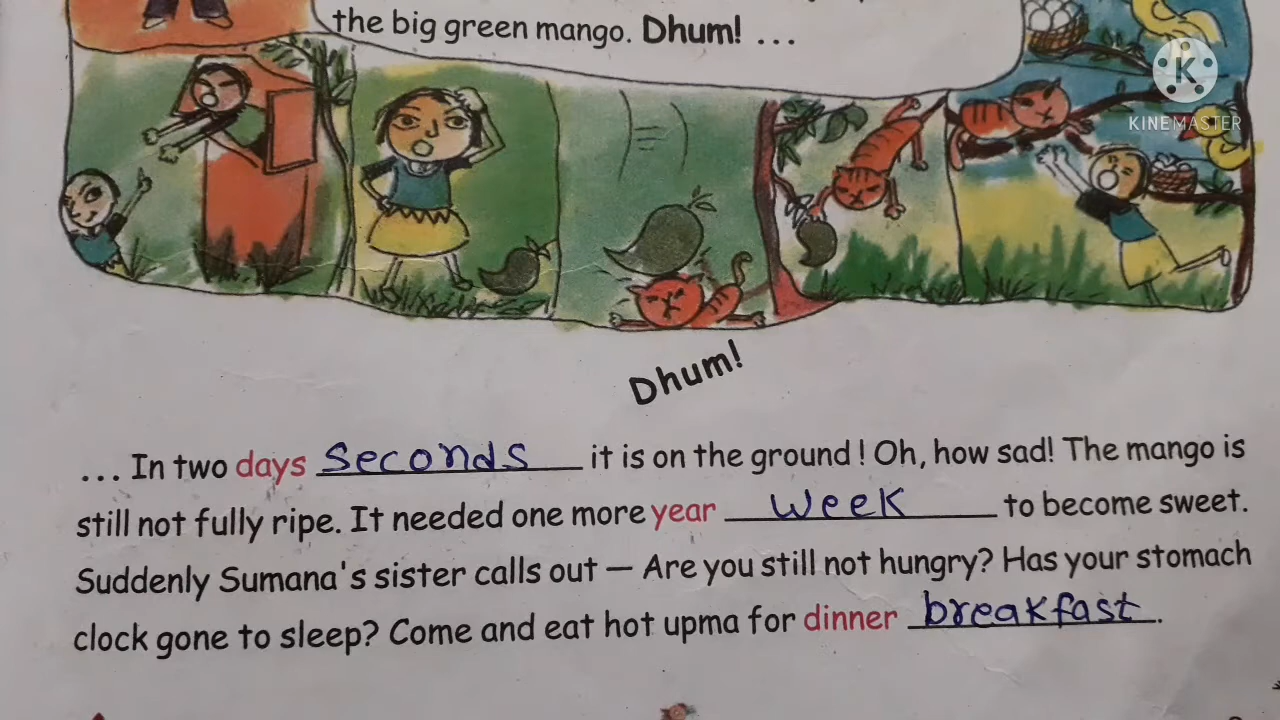 the big green mango. Dhum! ...
K
KINEMASTER
Dhum!
... In two days seconds it is on the ground! Oh, how sad! The mango is
still not fully ripe. It needed one more year week to become sweet.
Suddenly Sumana's sister calls out — Are you still not hungry? Has your stomach
clock gone to sleep? Come and eat hot upma for dinner breakfast.